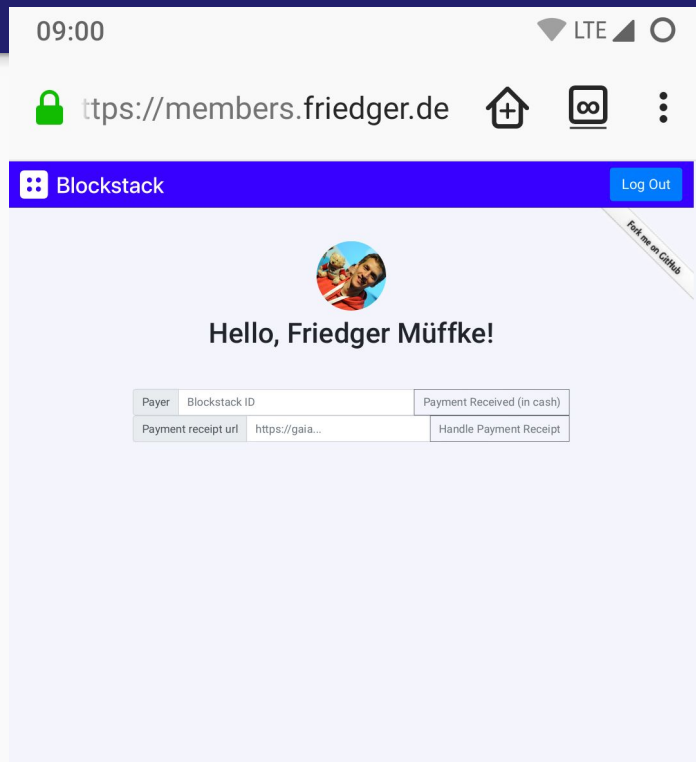 09:00 LTE
ttps://members.friedger.de
Blockstack Log Out
Fork me on GitHub
Hello, Friedger Müffke!
Payer Blockstack ID Payment Received (in cash)
Payment receipt url https://gaia... Handle Payment Receipt